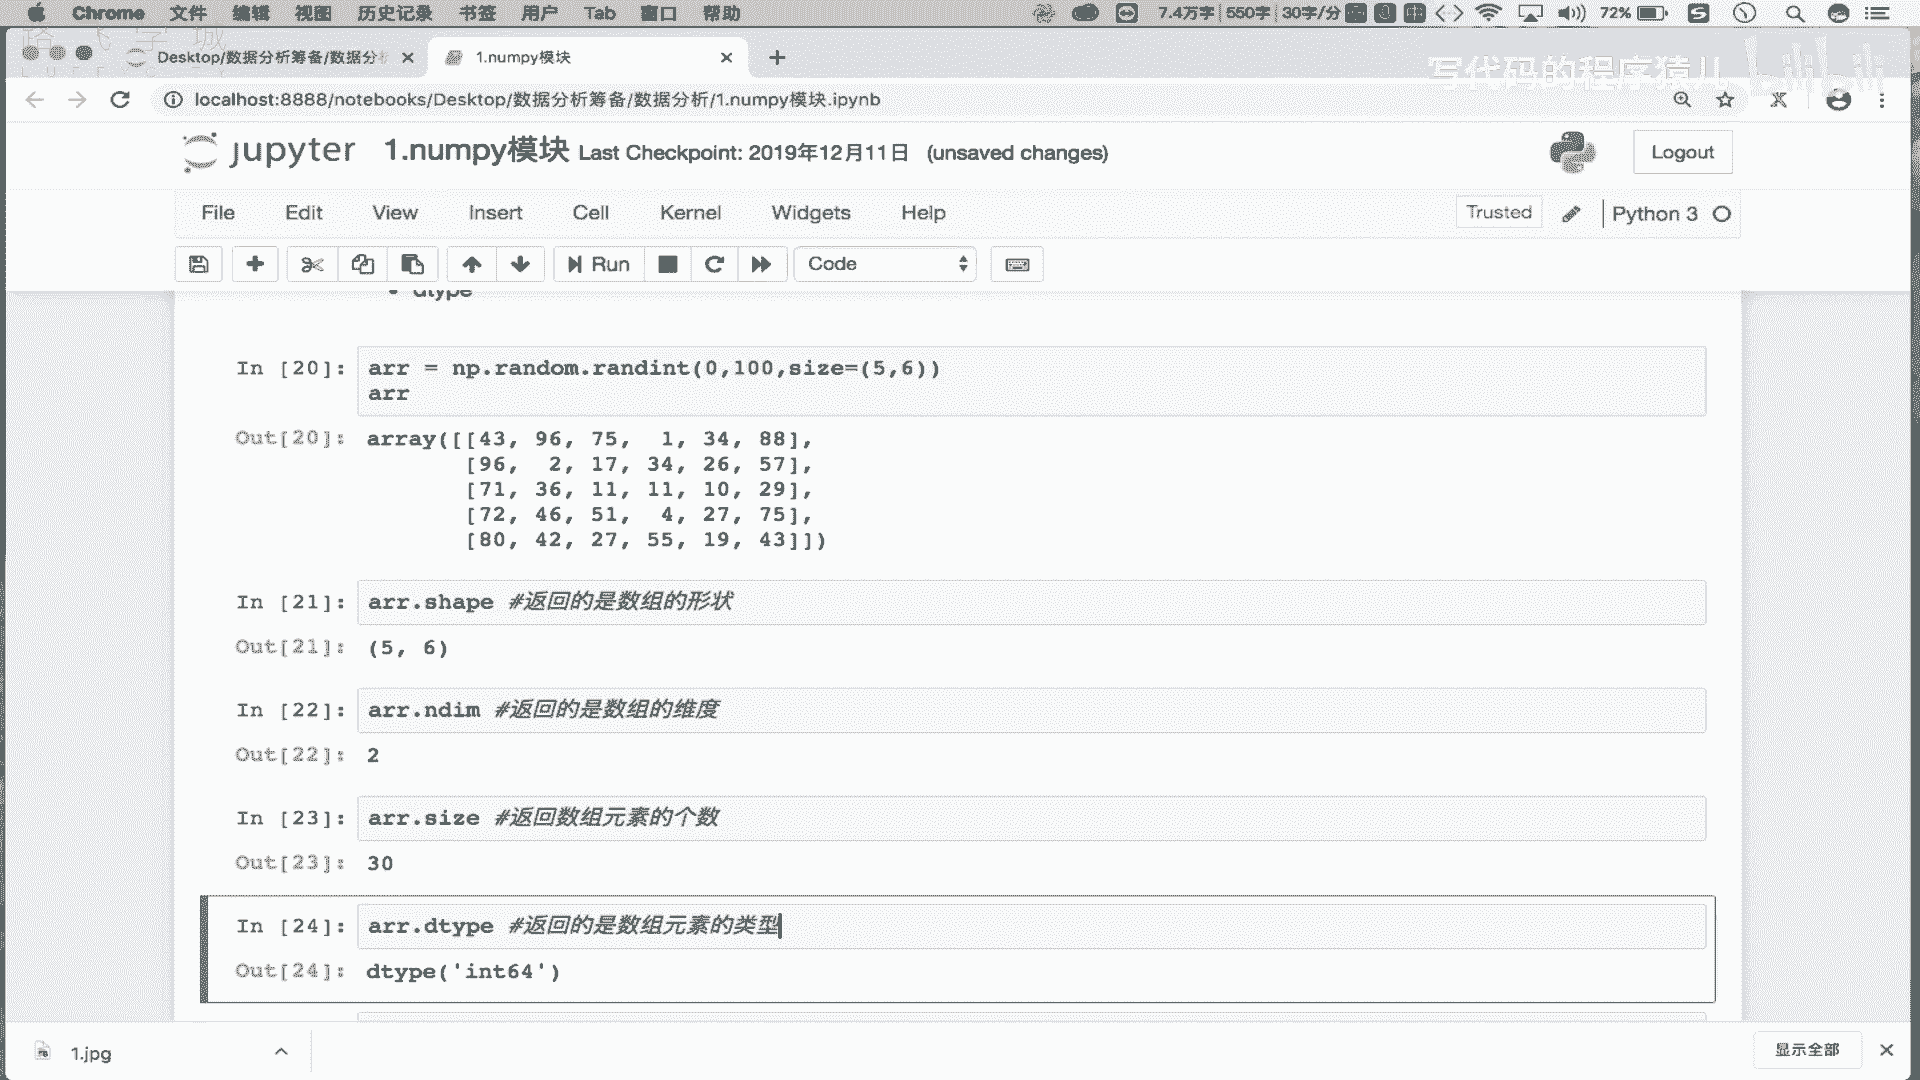 Chrome 文件 编辑 视图 历史记录 书签 用户 Tab 窗口 帮助 7.4万字 550字 30字/分 72%
Desktop/数据分析筹备/数据分析 1.numpy模块
写代码的程序猿儿 bilibili
localhost:8888/notebooks/Desktop/数据分析筹备/数据分析/1.numpy模块.ipynb
jupyter 1.numpy模块 Last Checkpoint: 2019年12月11日 (unsaved changes) Logout
File Edit View Insert Cell Kernel Widgets Help Trusted Python 3
Run Code
dtype
In [20]: arr = np.random.randint(0,100,size=(5,6))
arr
Out[20]: array([[43, 96, 75, 1, 34, 88],
[96, 2, 17, 34, 26, 57],
[71, 36, 11, 11, 10, 29],
[72, 46, 51, 4, 27, 75],
[80, 42, 27, 55, 19, 43]])
In [21]: arr.shape #返回的是数组的形状
Out[21]: (5, 6)
In [22]: arr.ndim #返回的是数组的维度
Out[22]: 2
In [23]: arr.size #返回数组元素的个数
Out[23]: 30
In [24]: arr.dtype #返回的是数组元素的类型
Out[24]: dtype('int64')
1.jpg 显示全部